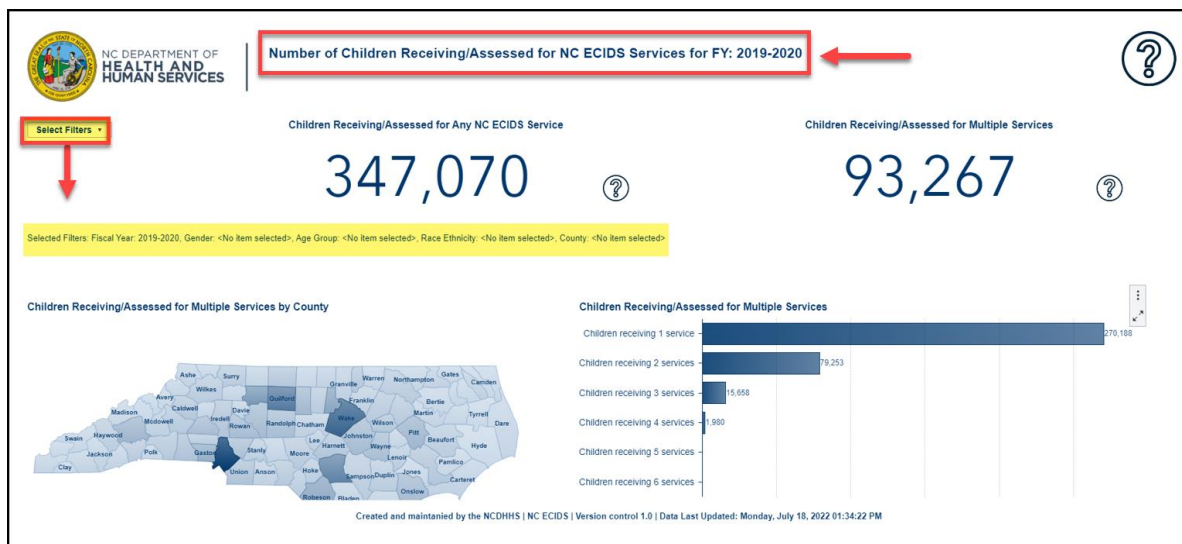 NC DEPARTMENT OF
HEALTH AND
HUMAN SERVICES
Number of Children Receiving/Assessed for NC ECIDS Services for FY: 2019-2020
?
Select Filters
Children Receiving/Assessed for Any NC ECIDS Service
347,070
?
Children Receiving/Assessed for Multiple Services
93,267
?
Selected Filters: Fiscal Year: 2019-2020, Gender: <No item selected>, Age Group: <No item selected>, Race Ethnicity: <No item selected>, County: <No item selected>
Children Receiving/Assessed for Multiple Services by County
Ashe
Surry
Granville
Warren
Northampton
Gates
Camden
Wilkes
Avery
Guilford
Franklin
Bertie
Madison
Caldwell
Davie
Wake
Martin
Tyrrell
Mcdowell
Iredell
Rowan
Randolph
Chatham
Wilson
Pitt
Dare
Swain
Haywood
Lee
Johnston
Beaufort
Hyde
Jackson
Polk
Gaston
Stanly
Moore
Harnett
Wayne
Lenoir
Pamlico
Clay
Union
Anson
Hoke
Sampson
Duplin
Jones
Carteret
Robeson
Bladen
Onslow
Children Receiving/Assessed for Multiple Services
Children receiving 1 service
270,188
Children receiving 2 services
79,253
Children receiving 3 services
15,658
Children receiving 4 services
1,980
Children receiving 5 services
Children receiving 6 services
Created and maintanied by the NCDHHS | NC ECIDS | Version control 1.0 | Data Last Updated: Monday, July 18, 2022 01:34:22 PM